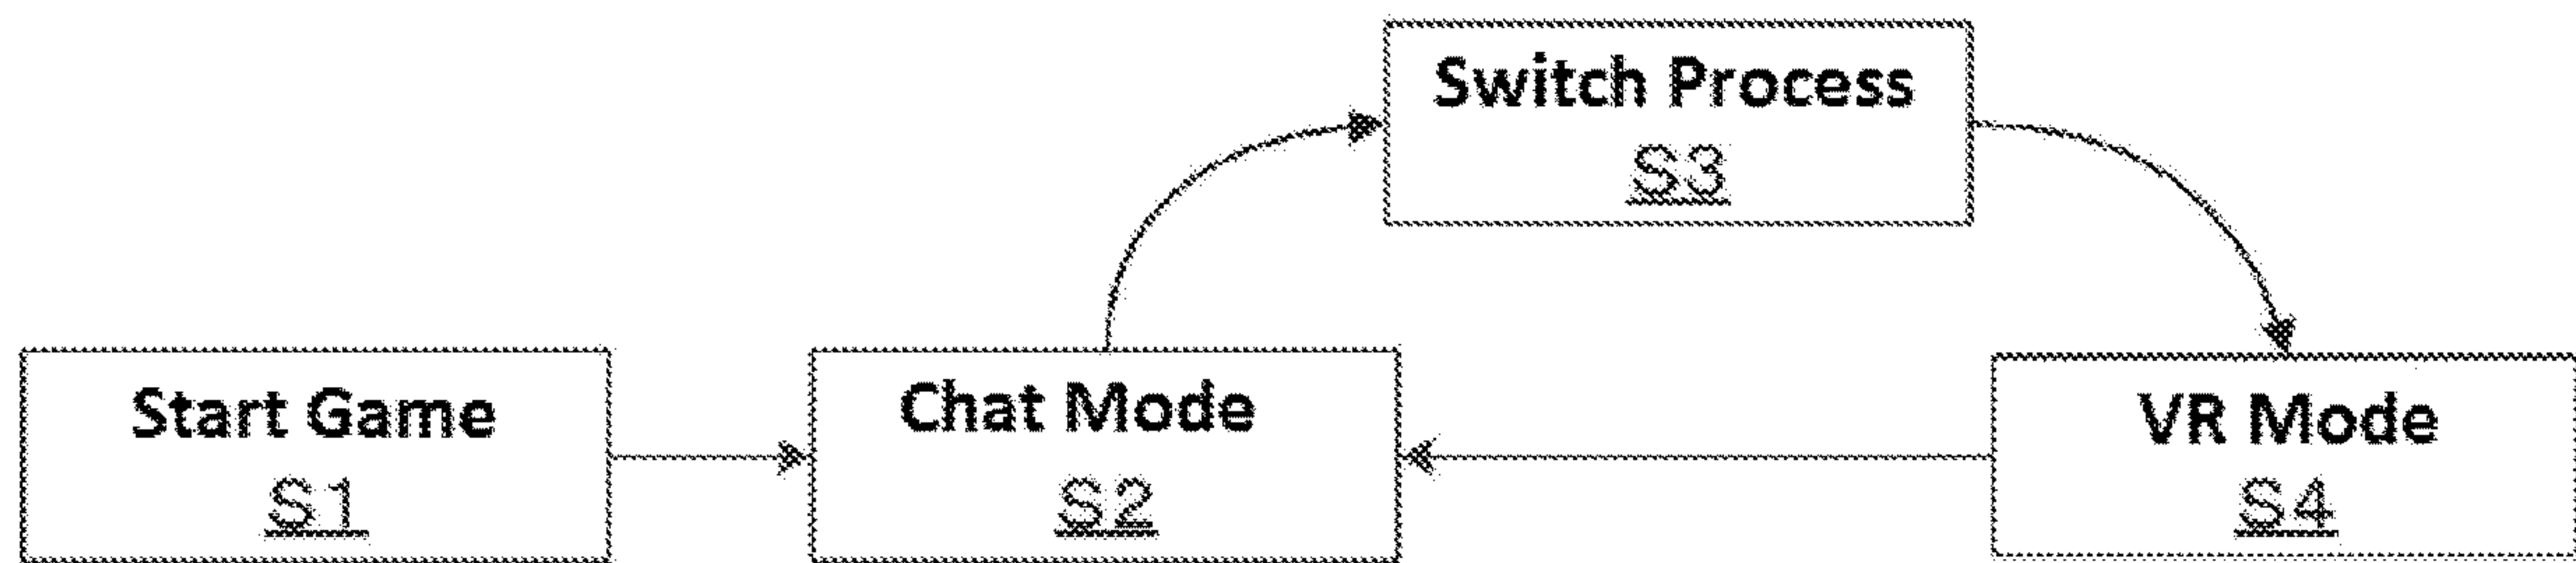 Switch Process
S3
Start Game
S1
Chat Mode
S2
VR Mode
S4